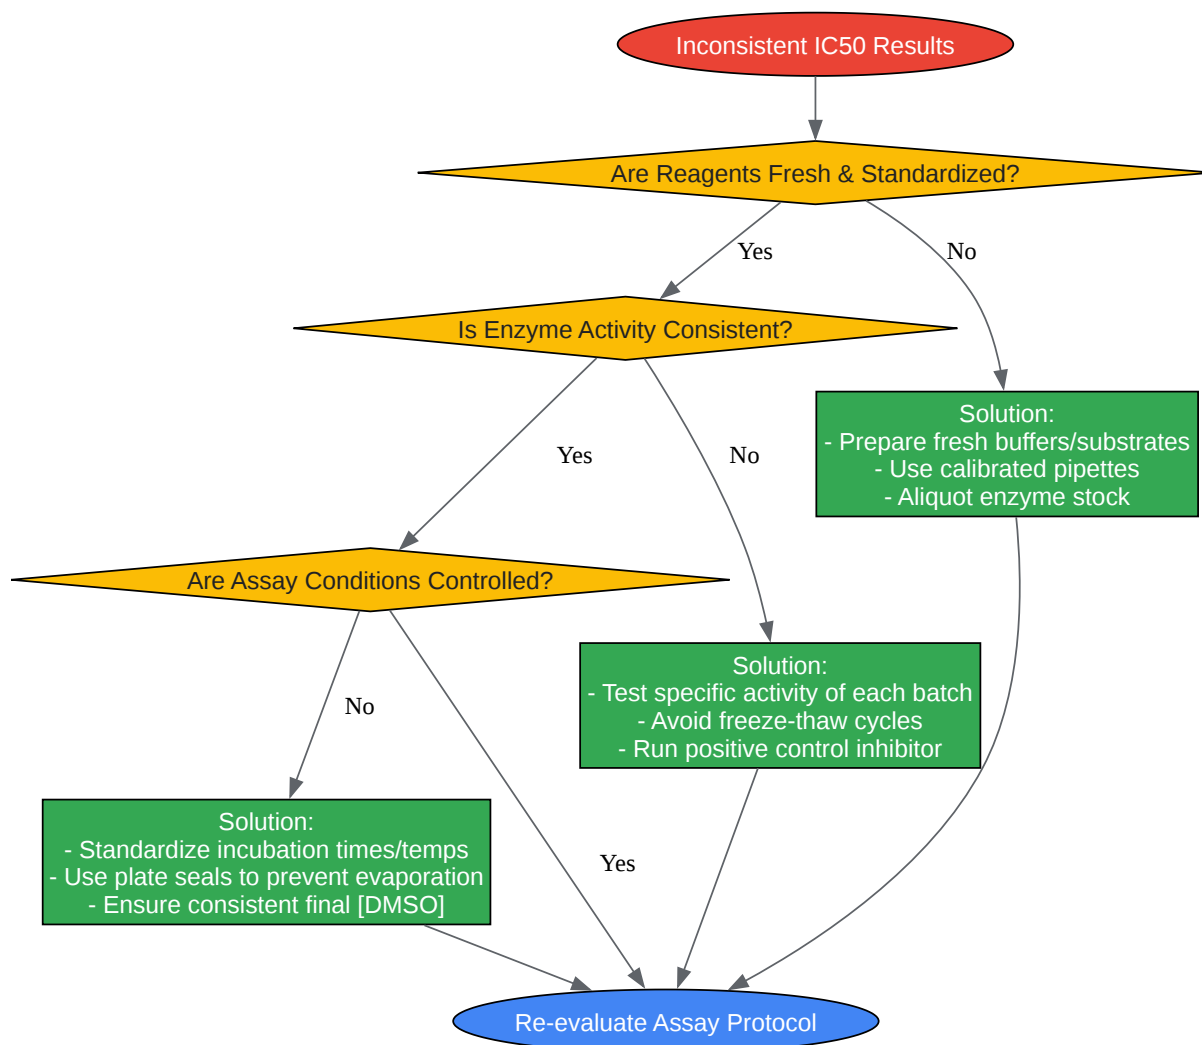 Inconsistent IC50 Results
Are Reagents Fresh & Standardized?
Yes
No
Is Enzyme Activity Consistent?
Solution:
- Prepare fresh buffers/substrates
- Use calibrated pipettes
- Aliquot enzyme stock
Yes
No
Are Assay Conditions Controlled?
Solution:
- Test specific activity of each batch
- Avoid freeze-thaw cycles
- Run positive control inhibitor
No
Yes
Solution:
- Standardize incubation times/temps
- Use plate seals to prevent evaporation
- Ensure consistent final [DMSO]
Re-evaluate Assay Protocol